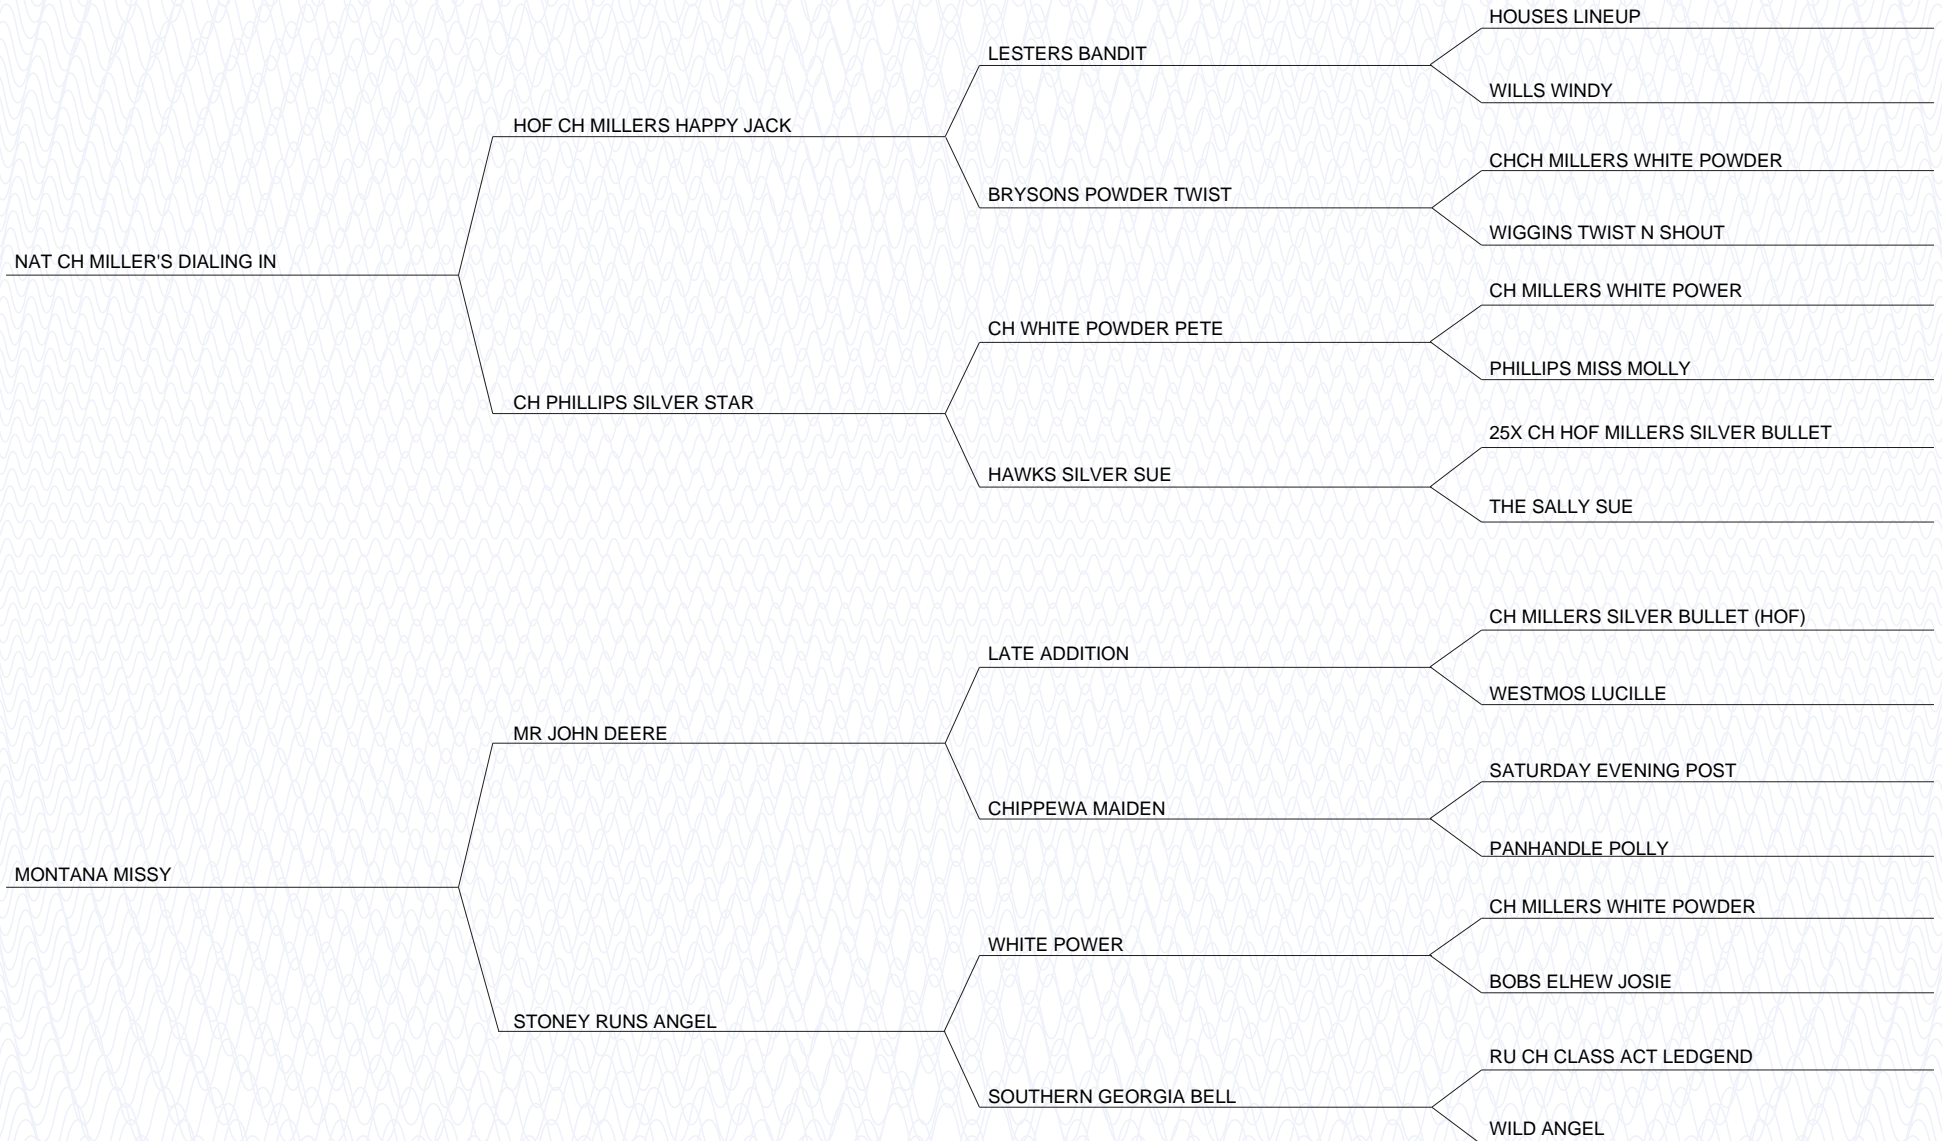 HOUSES LINEUP
LESTERS BANDIT
WILLS WINDY
HOF CH MILLERS HAPPY JACK
CHCH MILLERS WHITE POWDER
BRYSONS POWDER TWIST
WIGGINS TWIST N SHOUT
NAT CH MILLER'S DIALING IN
CH MILLERS WHITE POWER
CH WHITE POWDER PETE
PHILLIPS MISS MOLLY
CH PHILLIPS SILVER STAR
25X CH HOF MILLERS SILVER BULLET
HAWKS SILVER SUE
THE SALLY SUE
CH MILLERS SILVER BULLET (HOF)
LATE ADDITION
WESTMOS LUCILLE
MR JOHN DEERE
SATURDAY EVENING POST
CHIPPEWA MAIDEN
PANHANDLE POLLY
MONTANA MISSY
CH MILLERS WHITE POWDER
WHITE POWER
BOBS ELHEW JOSIE
STONEY RUNS ANGEL
RU CH CLASS ACT LEDGEND
SOUTHERN GEORGIA BELL
WILD ANGEL